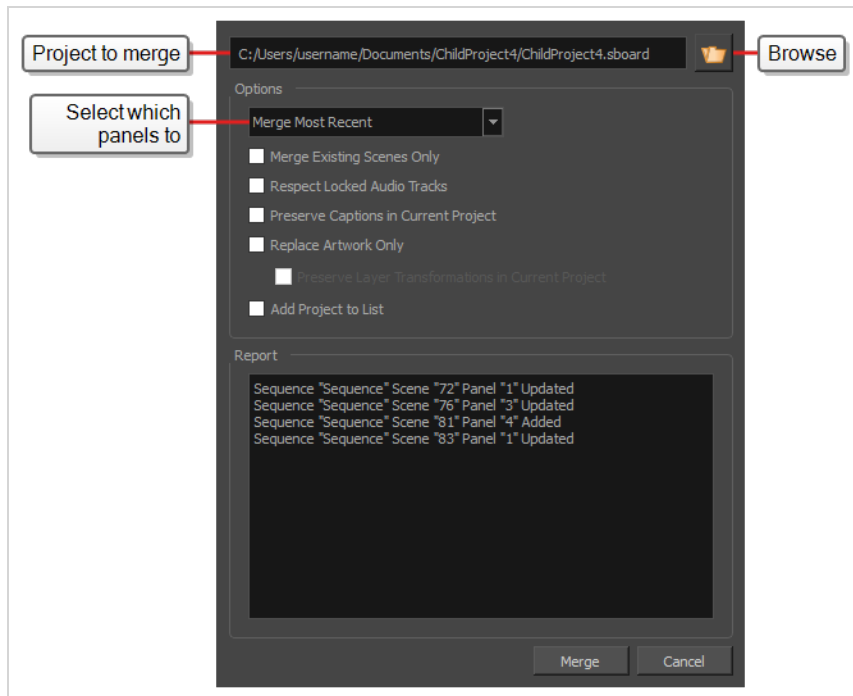 Project to merge
C:/Users/username/Documents/ChildProject4/ChildProject4.sboard
Browse
Options
Select which
panels to
Merge Most Recent
Merge Existing Scenes Only
Respect Locked Audio Tracks
Preserve Captions in Current Project
Replace Artwork Only
Preserve Layer Transformations in Current Project
Add Project to List
Report
Sequence "Sequence" Scene "72" Panel "1" Updated
Sequence "Sequence" Scene "76" Panel "3" Updated
Sequence "Sequence" Scene "81" Panel "4" Added
Sequence "Sequence" Scene "83" Panel "1" Updated
Merge
Cancel